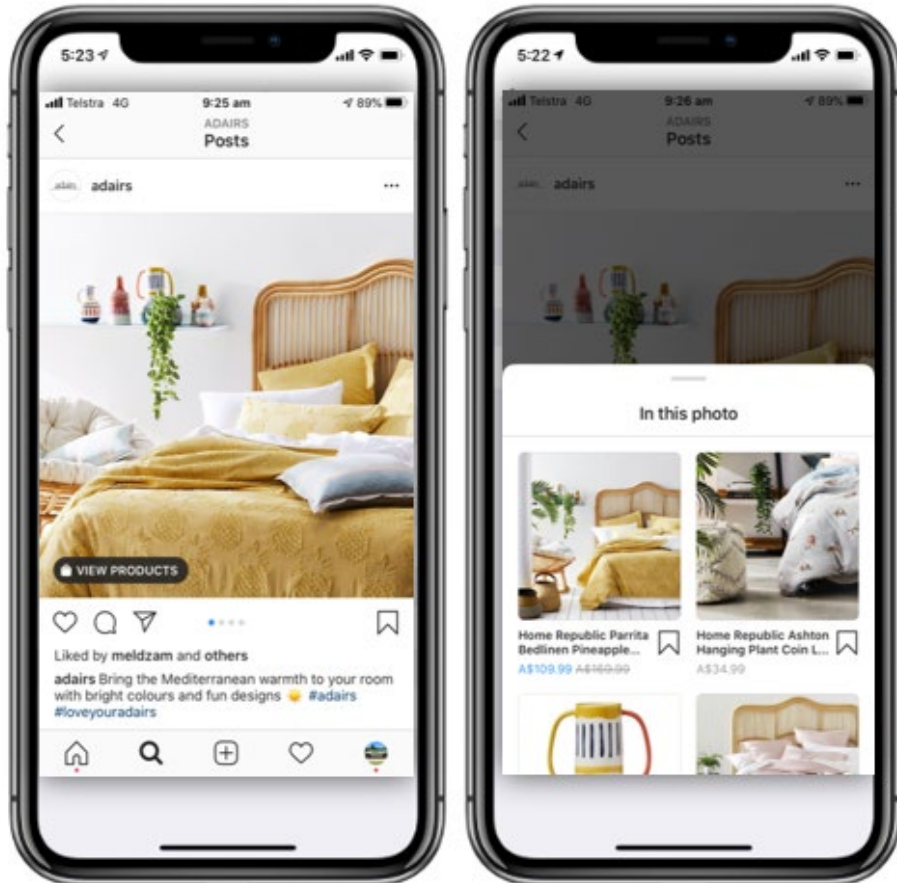 5:23
Telstra 4G 9:25 am 89%
ADAIRS
Posts
adairs adairs
VIEW PRODUCTS
Liked by meldzam and others
adairs Bring the Mediterranean warmth to your room
with bright colours and fun designs ☀️ #adairs
#loveyouradairs
5:22
Telstra 4G 9:26 am 89%
ADAIRS
Posts
adairs adairs
In this photo
Home Republic Parrita
Bedlinen Pineapple...
A$109.99 A$169.99
Home Republic Ashton
Hanging Plant Coin L...
A$34.99